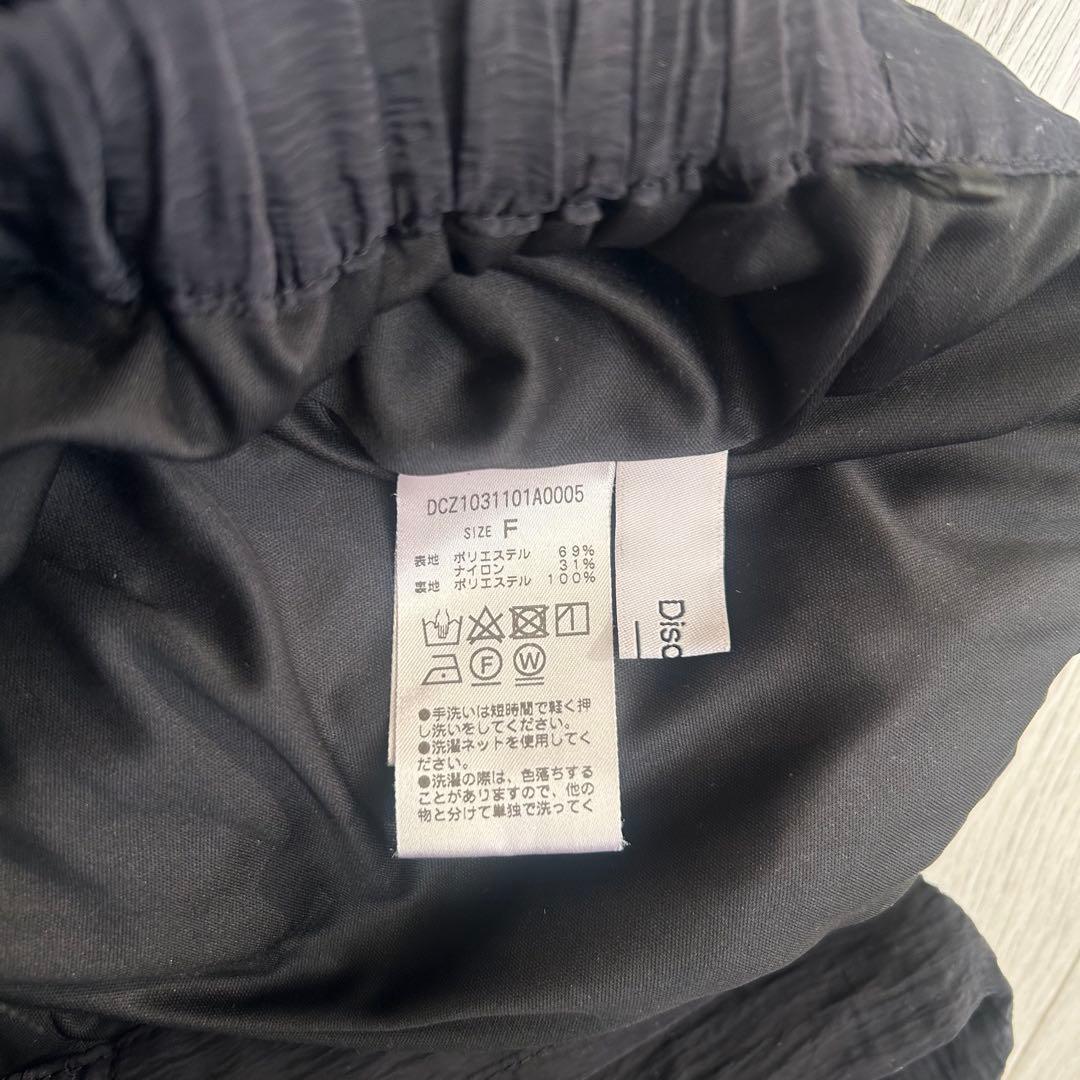 DCZ1031101A0005
SIZE F
表地 ポリエステル 69%
ナイロン 31%
裏地 ポリエステル 100%
F W
●手洗いは短時間で軽く押
し洗いをしてください。
●洗濯ネットを使用してく
ださい。
●洗濯の際は、色落ちする
ことがありますので、他の
物と分けて単独で洗ってく
Disc